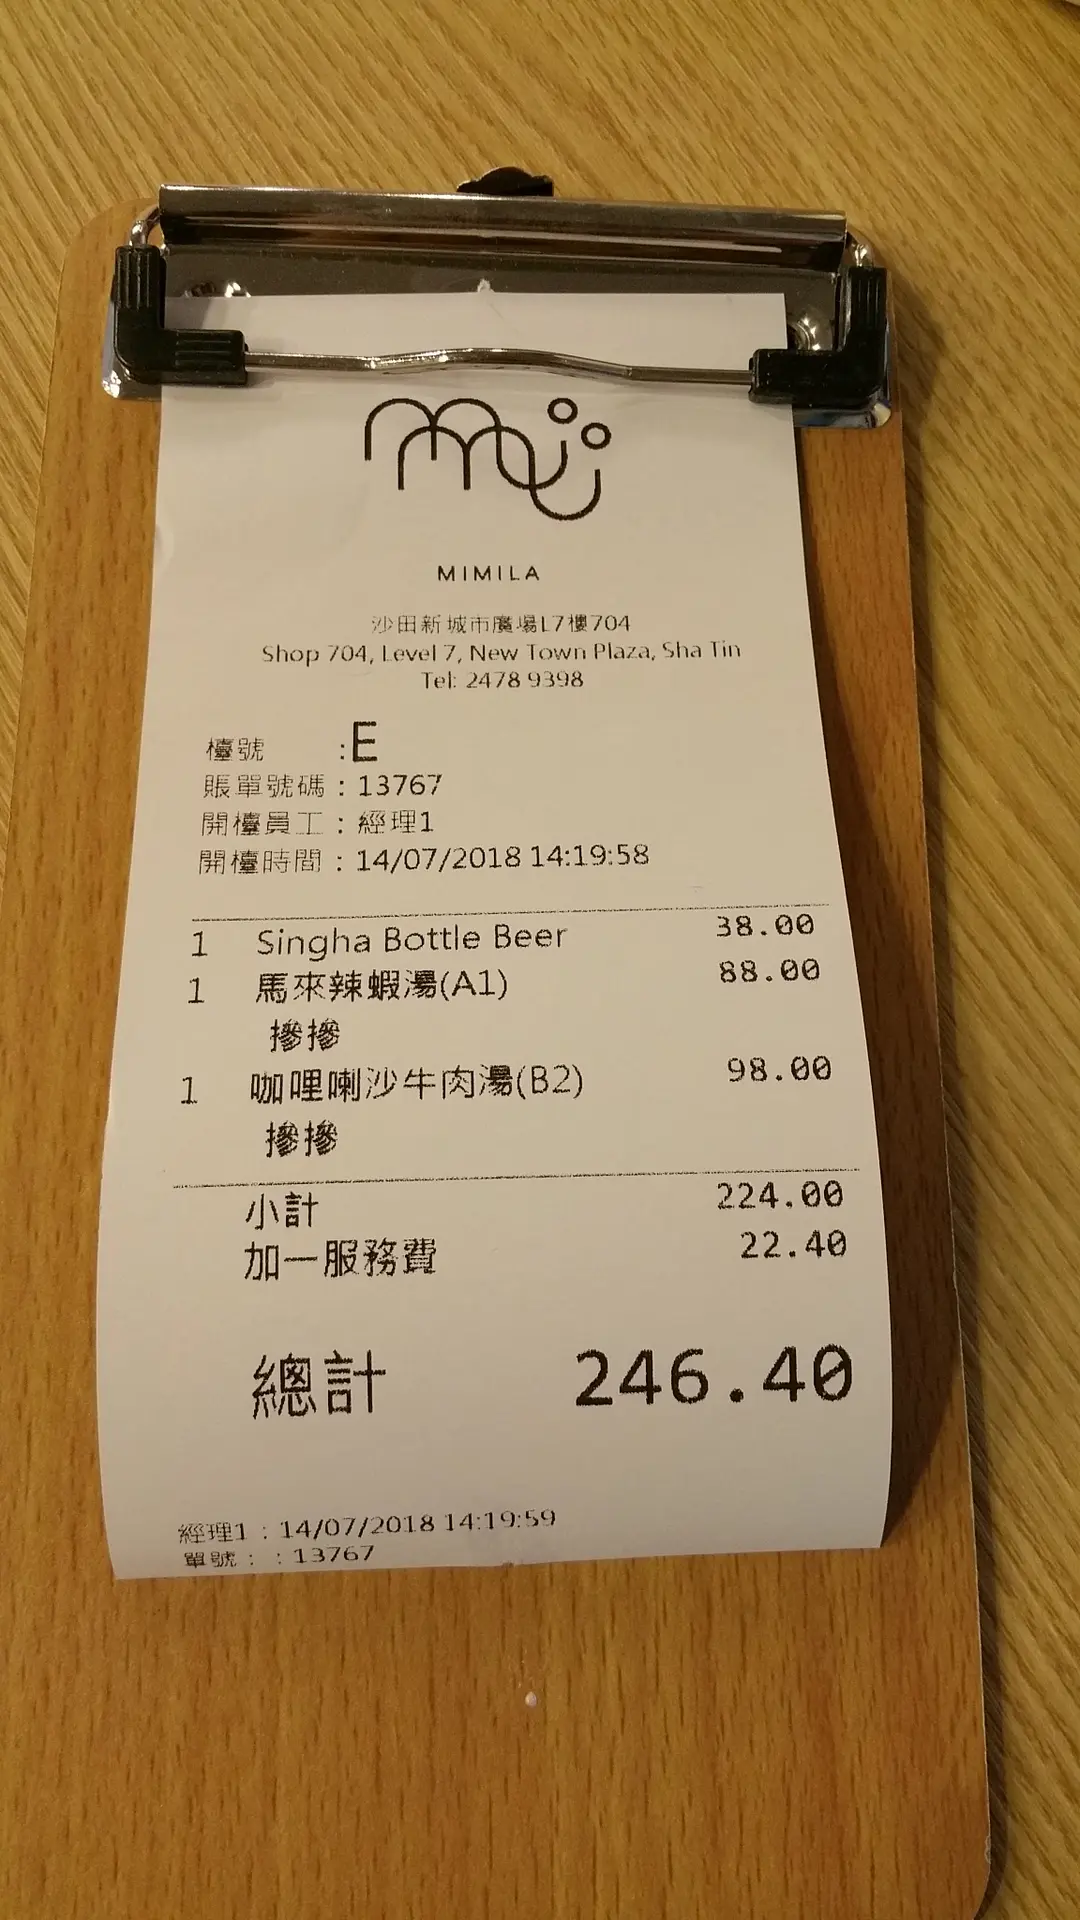 MIMILA
沙田新城市廣場L7樓704
Shop 704, Level 7, New Town Plaza, Sha Tin
Tel: 2478 9398
檯號 :E
賬單號碼 : 13767
開檯員工 : 經理1
開檯時間 : 14/07/2018 14:19:58
1 Singha Bottle Beer 38.00
1 馬來辣蝦湯(A1) 88.00
摻摻
1 咖哩喇沙牛肉湯(B2) 98.00
摻摻
小計 224.00
加一服務費 22.40
總計 246.40
經理1 : 14/07/2018 14:19:59
單號 : : 13767